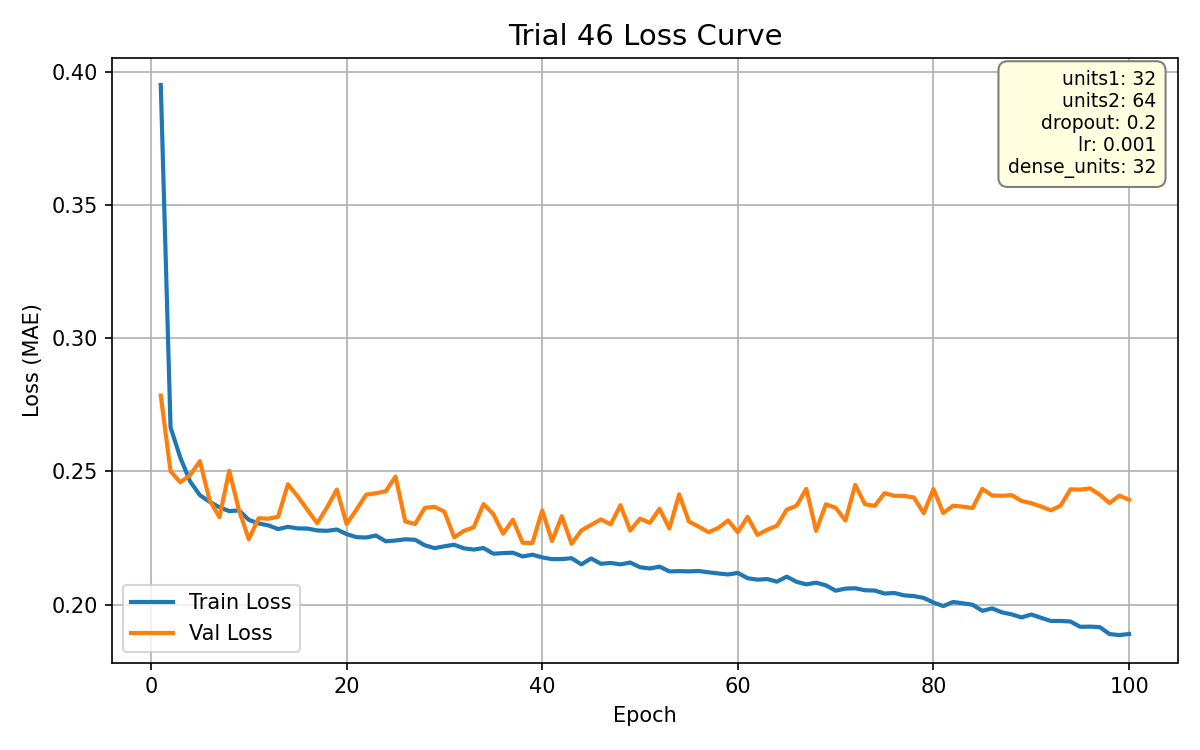 Trial 46 Loss Curve
units1: 32
units2: 64
dropout: 0.2
lr: 0.001
dense_units: 32
0.40
0.35
0.30
0.25
0.20
Loss (MAE)
Train Loss
Val Loss
0 20 40 60 80 100
Epoch